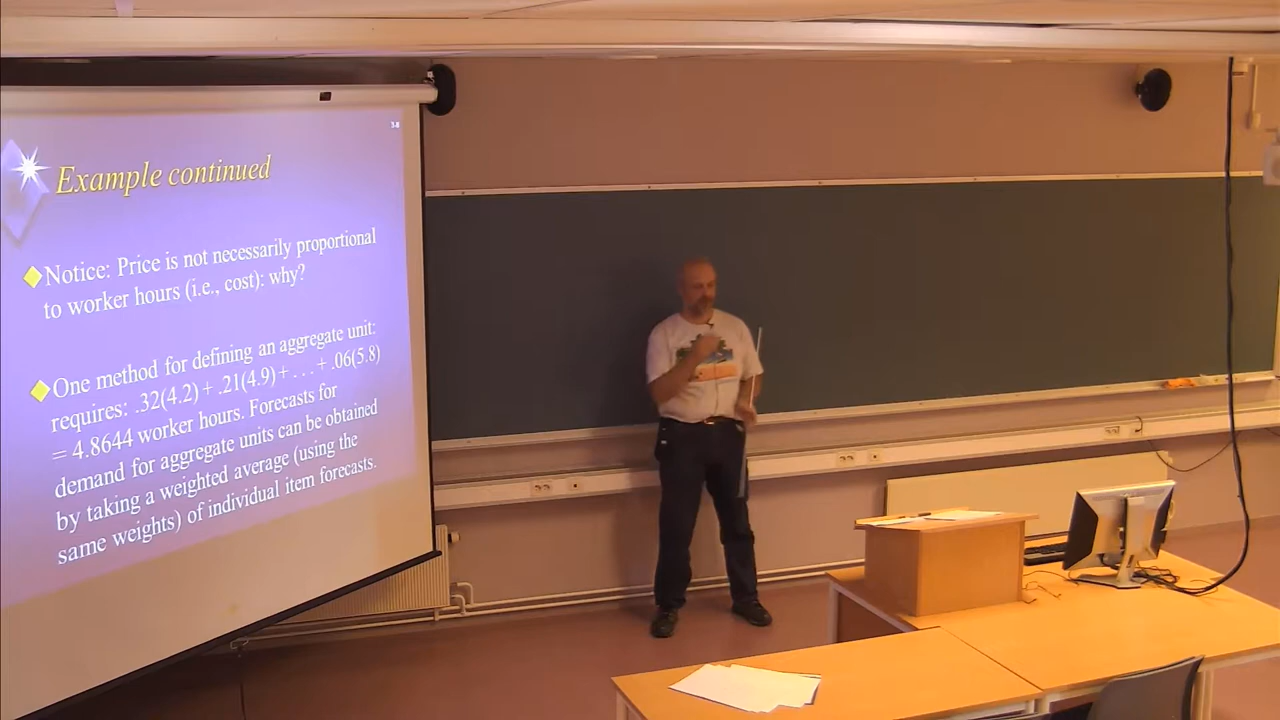 3-8
Example continued
Notice: Price is not necessarily proportional
to worker hours (i.e., cost): why?
One method for defining an aggregate unit:
requires: .32(4.2) + .21(4.9) + . . . + .06(5.8)
= 4.8644 worker hours. Forecasts for
demand for aggregate units can be obtained
by taking a weighted average (using the
same weights) of individual item forecasts.